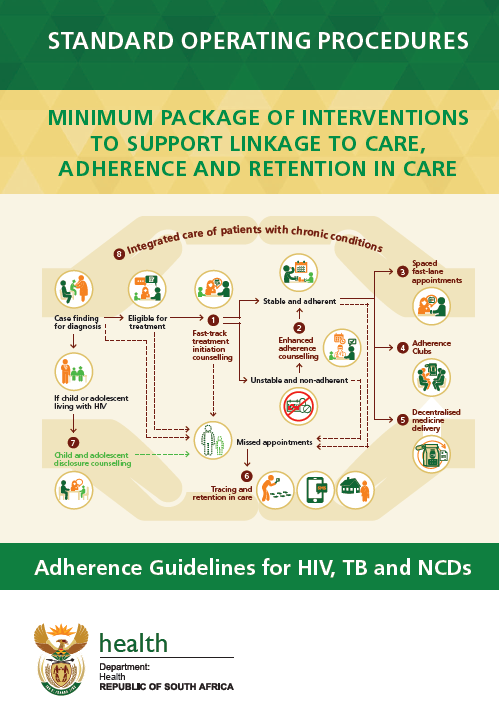 STANDARD OPERATING PROCEDURES
MINIMUM PACKAGE OF INTERVENTIONS
TO SUPPORT LINKAGE TO CARE,
ADHERENCE AND RETENTION IN CARE
8 Integrated care of patients with chronic conditions
Case finding
for diagnosis
Eligible for
treatment
1
Fast-track
treatment
initiation
counselling
Stable and adherent
2
Enhanced
adherence
counselling
Unstable and non-adherent
3 Spaced
fast-lane
appointments
4 Adherence
Clubs
5 Decentralised
medicine
delivery
If child or adolescent
living with HIV
7
Child and adolescent
disclosure counselling
Missed appointments
6
Tracing and
retention in care
Adherence Guidelines for HIV, TB and NCDs
health
Department:
Health
REPUBLIC OF SOUTH AFRICA